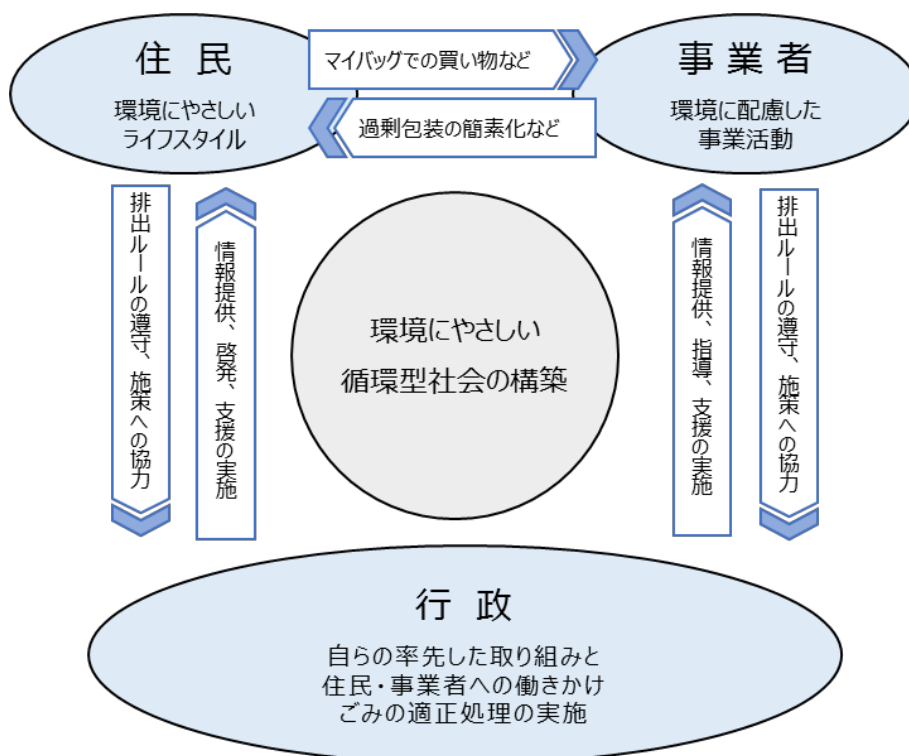 住民
環境にやさしい
ライフスタイル
マイバッグでの買い物など
過剰包装の簡素化など
事業者
環境に配慮した
事業活動
排出ルールの遵守、施策への協力
情報提供、啓発、支援の実施
環境にやさしい
循環型社会の構築
情報提供、指導、支援の実施
排出ルールの遵守、施策への協力
行政
自らの率先した取り組みと
住民・事業者への働きかけ
ごみの適正処理の実施